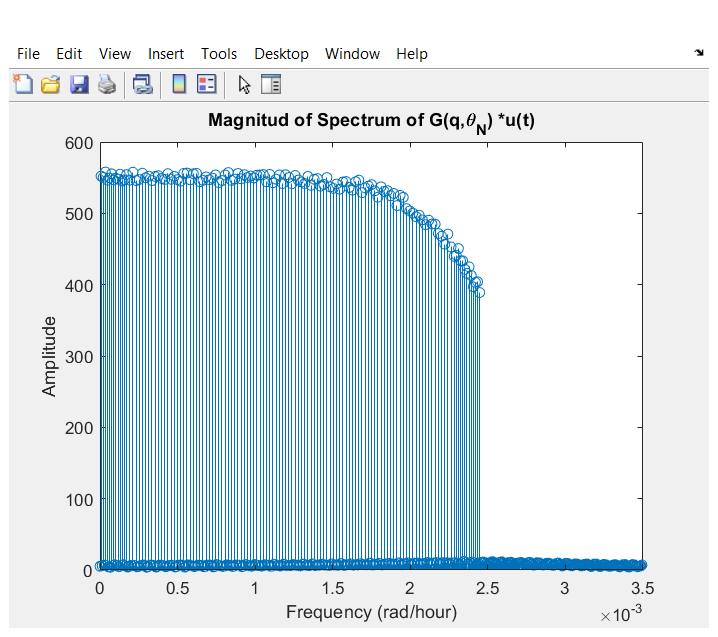 File Edit View Insert Tools Desktop Window Help
Magnitud of Spectrum of G(q,θ_N) *u(t)
600
500
400
300
200
100
0
Amplitude
0 0.5 1 1.5 2 2.5 3 3.5
Frequency (rad/hour)
×10^-3